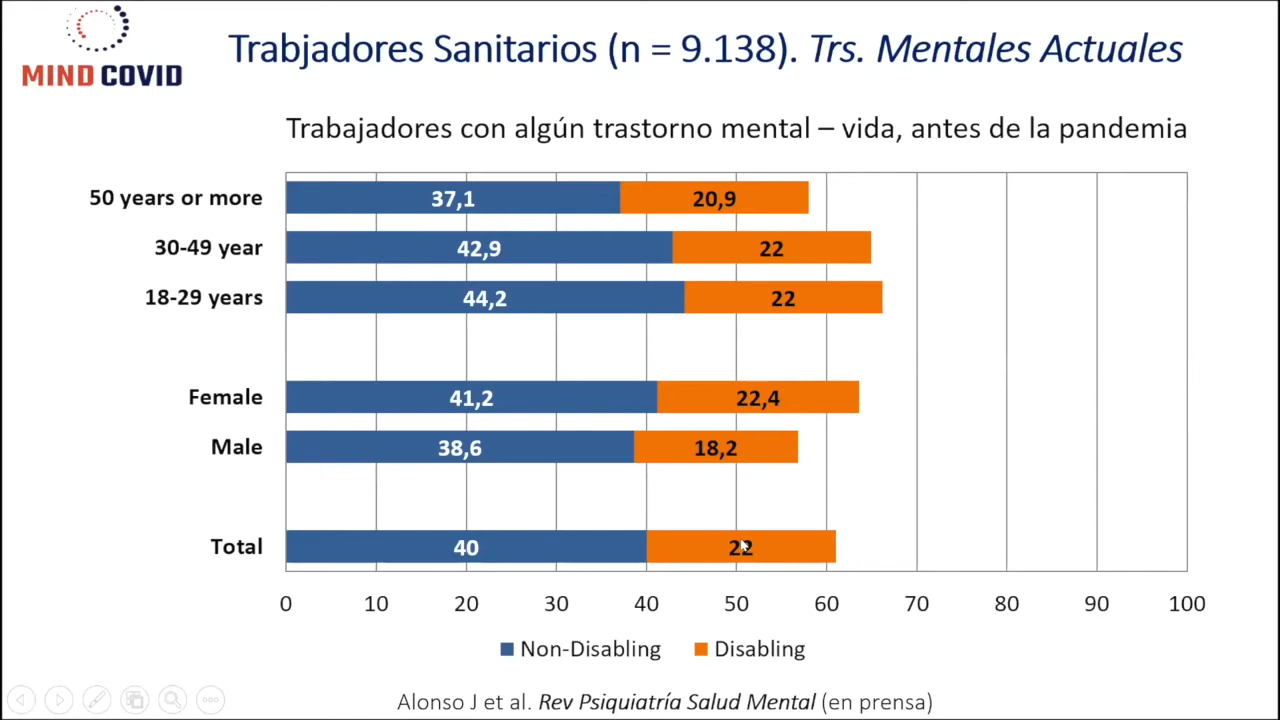 MIND COVID
Trabjadores Sanitarios (n = 9.138). Trs. Mentales Actuales
Trabajadores con algún trastorno mental – vida, antes de la pandemia
50 years or more 37,1 20,9
30-49 year 42,9 22
18-29 years 44,2 22
Female 41,2 22,4
Male 38,6 18,2
Total 40 22
0 10 20 30 40 50 60 70 80 90 100
Non-Disabling Disabling
Alonso J et al. Rev Psiquiatría Salud Mental (en prensa)